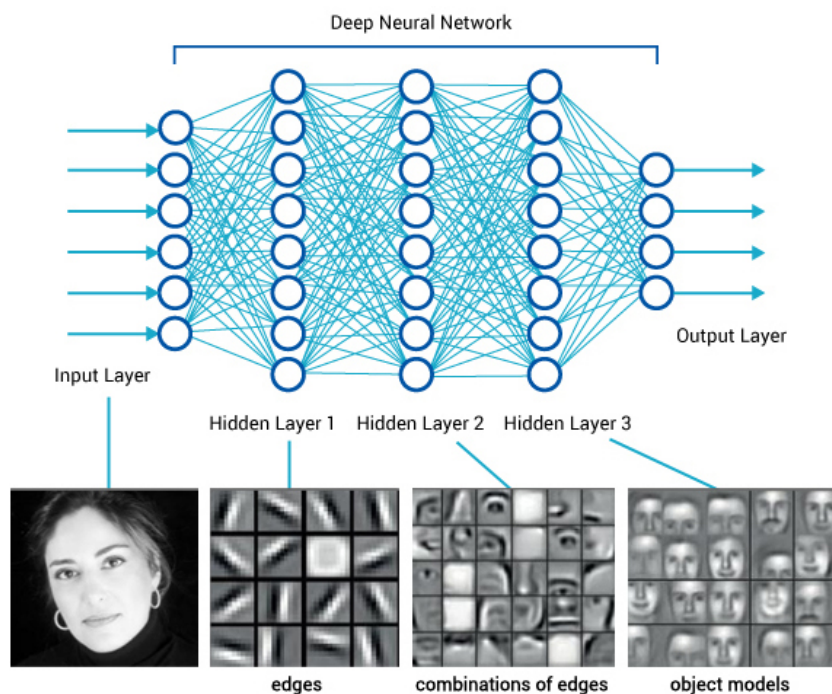 Deep Neural Network
Input Layer
Output Layer
Hidden Layer 1
Hidden Layer 2
Hidden Layer 3
edges
combinations of edges
object models